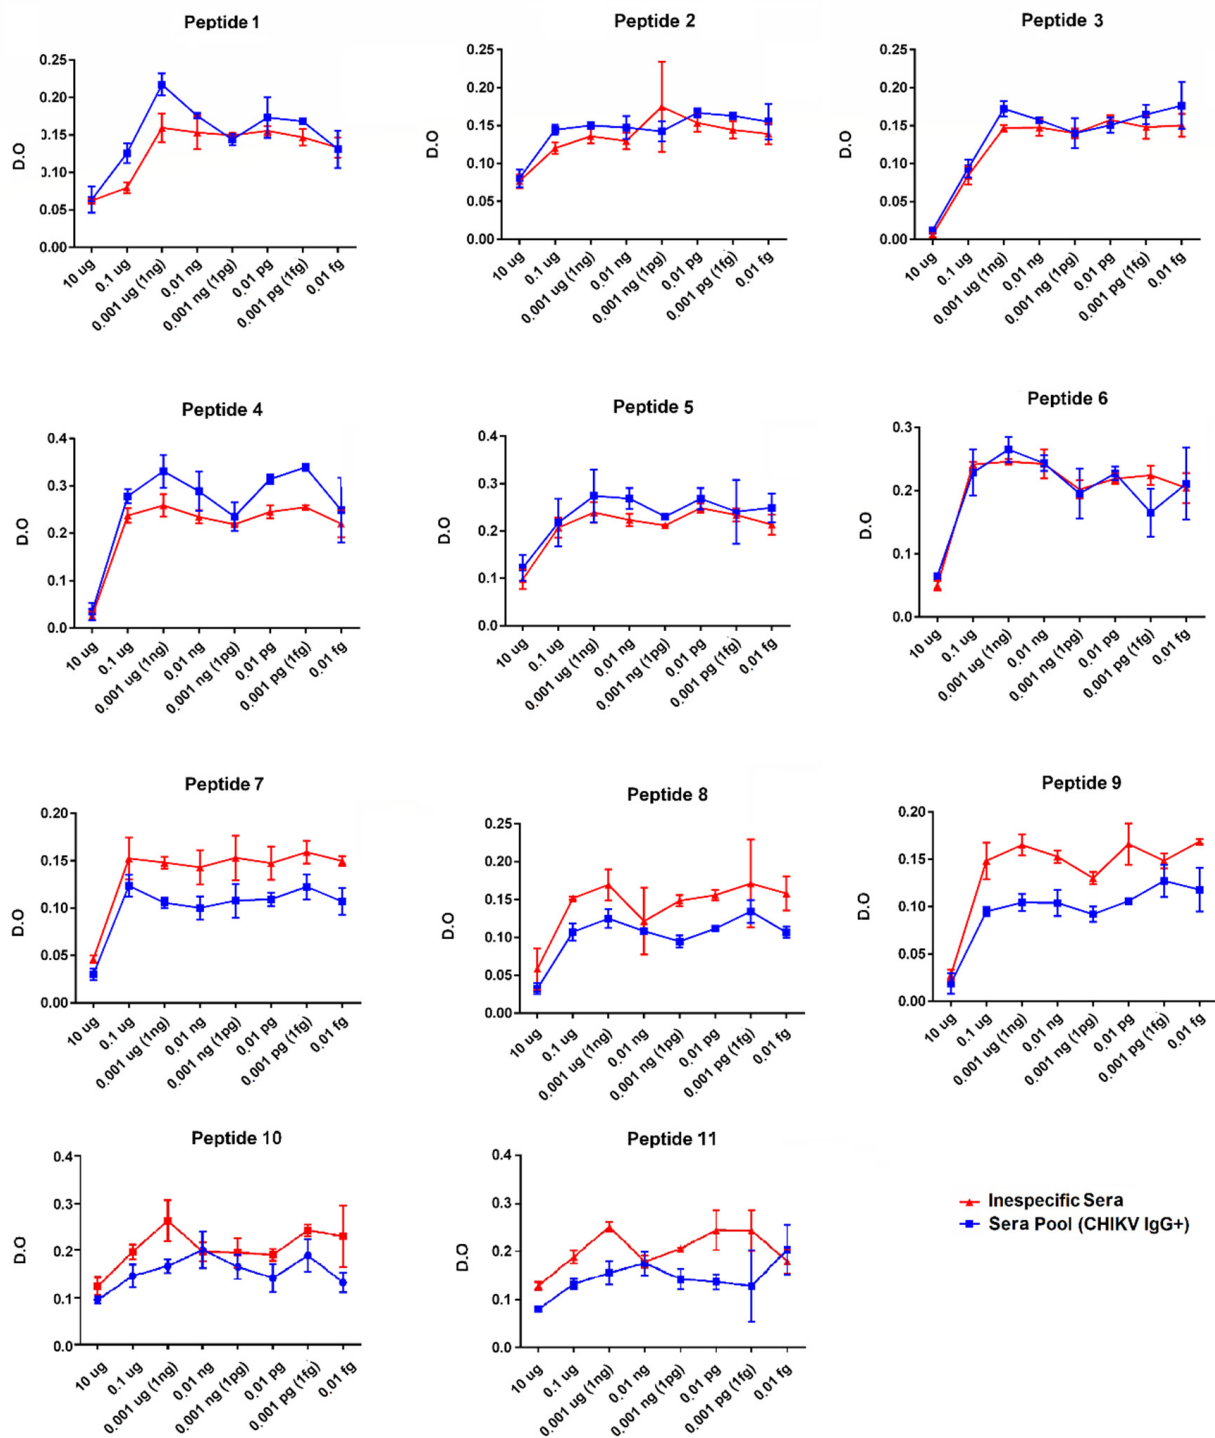 Peptide 1
D.O
0.25
0.20
0.15
0.10
0.05
0.00
10 ug
0.1 ug
0.001 ug (1ng)
0.01 ng
0.001 ng (1pg)
0.01 pg
0.001 pg (1fg)
0.01 fg
Peptide 2
D.O
0.25
0.20
0.15
0.10
0.05
0.00
10 ug
0.1 ug
0.001 ug (1ng)
0.01 ng
0.001 ng (1pg)
0.01 pg
0.001 pg (1fg)
0.01 fg
Peptide 3
D.O
0.25
0.20
0.15
0.10
0.05
0.00
10 ug
0.1 ug
0.001 ug (1ng)
0.01 ng
0.001 ng (1pg)
0.01 pg
0.001 pg (1fg)
0.01 fg
Peptide 4
D.O
0.4
0.3
0.2
0.1
0.0
10 ug
0.1 ug
0.001 ug (1ng)
0.01 ng
0.001 ng (1pg)
0.01 pg
0.001 pg (1fg)
0.01 fg
Peptide 5
D.O
0.4
0.3
0.2
0.1
0.0
10 ug
0.1 ug
0.001 ug (1ng)
0.01 ng
0.001 ng (1pg)
0.01 pg
0.001 pg (1fg)
0.01 fg
Peptide 6
D.O
0.3
0.2
0.1
0.0
10 ug
0.1 ug
0.001 ug (1ng)
0.01 ng
0.001 ng (1pg)
0.01 pg
0.001 pg (1fg)
0.01 fg
Peptide 7
D.O
0.20
0.15
0.10
0.05
0.00
10 ug
0.1 ug
0.001 ug (1ng)
0.01 ng
0.001 ng (1pg)
0.01 pg
0.001 pg (1fg)
0.01 fg
Peptide 8
D.O
0.25
0.20
0.15
0.10
0.05
0.00
10 ug
0.1 ug
0.001 ug (1ng)
0.01 ng
0.001 ng (1pg)
0.01 pg
0.001 pg (1fg)
0.01 fg
Peptide 9
D.O
0.20
0.15
0.10
0.05
0.00
10 ug
0.1 ug
0.001 ug (1ng)
0.01 ng
0.001 ng (1pg)
0.01 pg
0.001 pg (1fg)
0.01 fg
Peptide 10
D.O
0.4
0.3
0.2
0.1
0.0
10 ug
0.1 ug
0.001 ug (1ng)
0.01 ng
0.001 ng (1pg)
0.01 pg
0.001 pg (1fg)
0.01 fg
Peptide 11
D.O
0.4
0.3
0.2
0.1
0.0
10 ug
0.1 ug
0.001 ug (1ng)
0.01 ng
0.001 ng (1pg)
0.01 pg
0.001 pg (1fg)
0.01 fg
Inespecific Sera
Sera Pool (CHIKV IgG+)